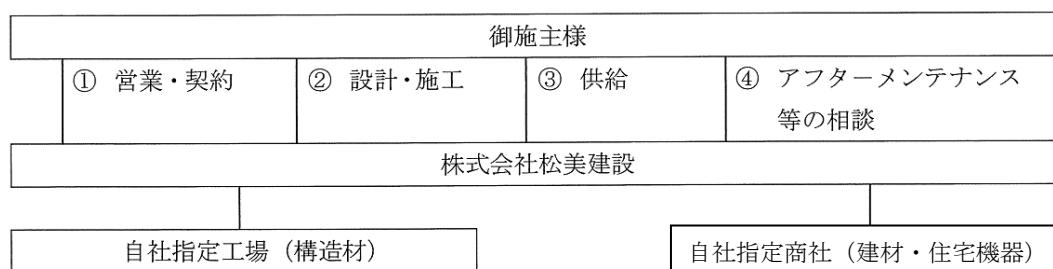 御施主様
① 営業・契約
② 設計・施工
③ 供給
④ アフターメンテナンス
等の相談
株式会社松美建設
自社指定工場（構造材）
自社指定商社（建材・住宅機器）